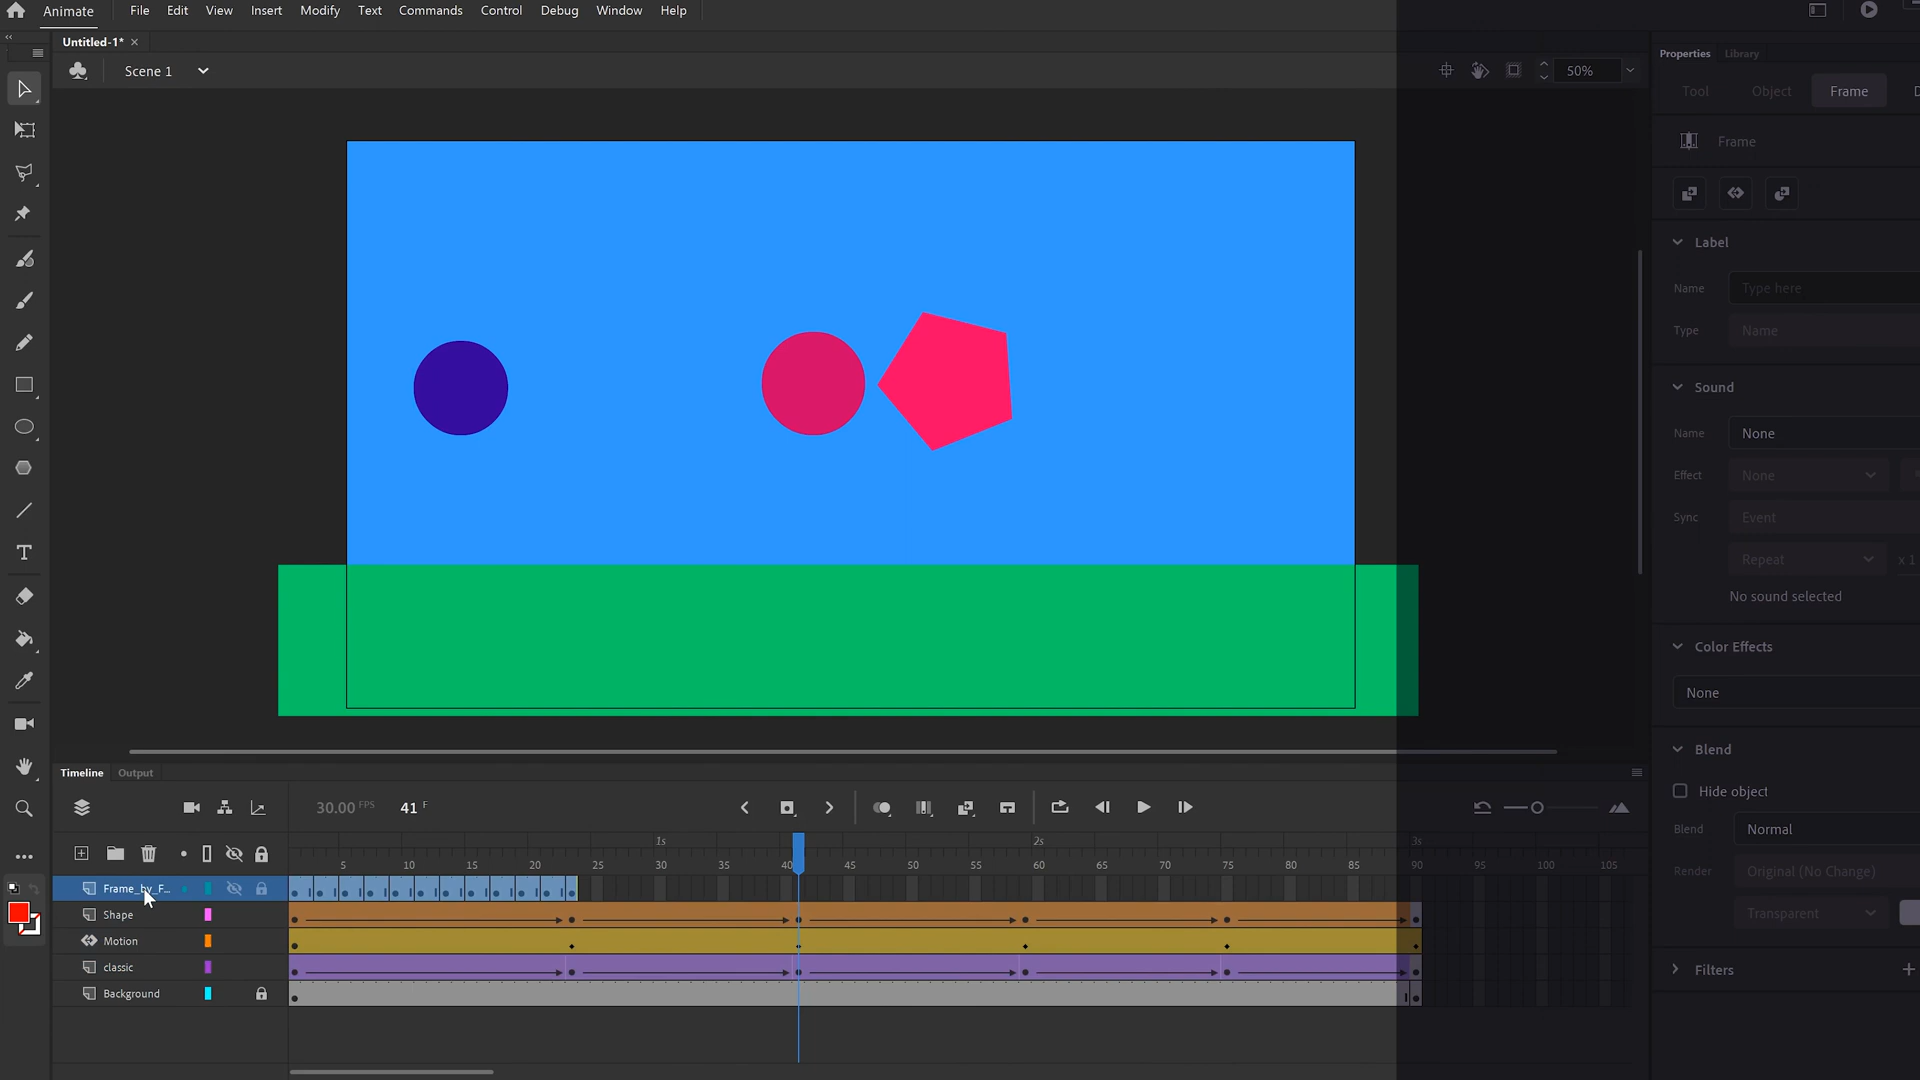 Animate File Edit View Insert Modify Text Commands Control Debug Window Help
Untitled-1*
Scene 1
50%
Properties Library
Tool Object Frame
Frame
Label
Name Type here
Type Name
Sound
Name None
Effect None
Sync Event
Repeat x 1
No sound selected
Color Effects
None
Blend
Hide object
Blend Normal
Render Original (No Change)
Transparent
Filters
Timeline Output
30.00 FPS 41 F
1s 2s 3s
5 10 15 20 25 30 35 40 45 50 55 60 65 70 75 80 85 90 95 100 105
Frame_by_F...
Shape
Motion
classic
Background